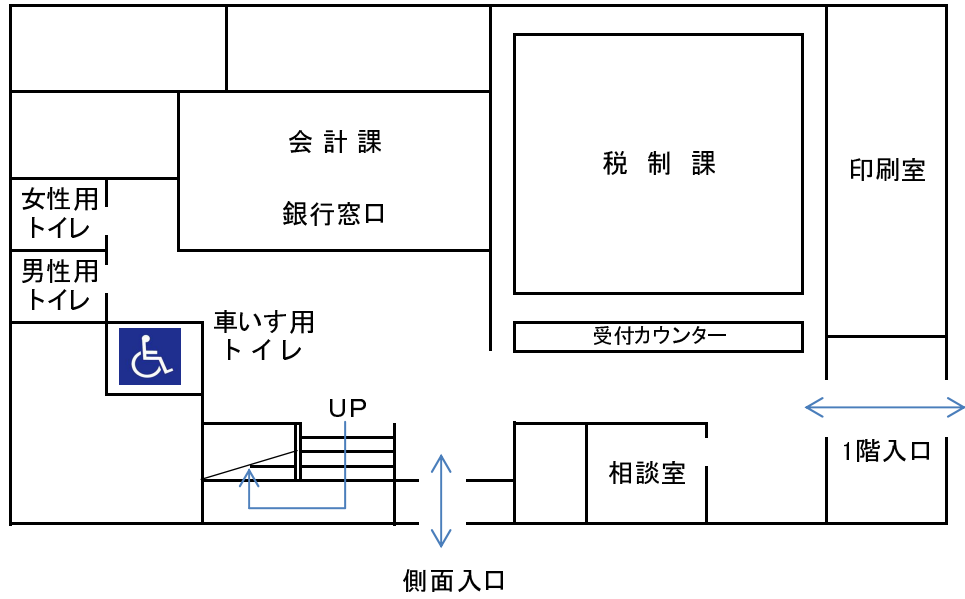 会計課
銀行窓口
税制課
印刷室
女性用
トイレ
男性用
トイレ
車いす用
トイレ
受付カウンター
UP
相談室
1階入口
側面入口